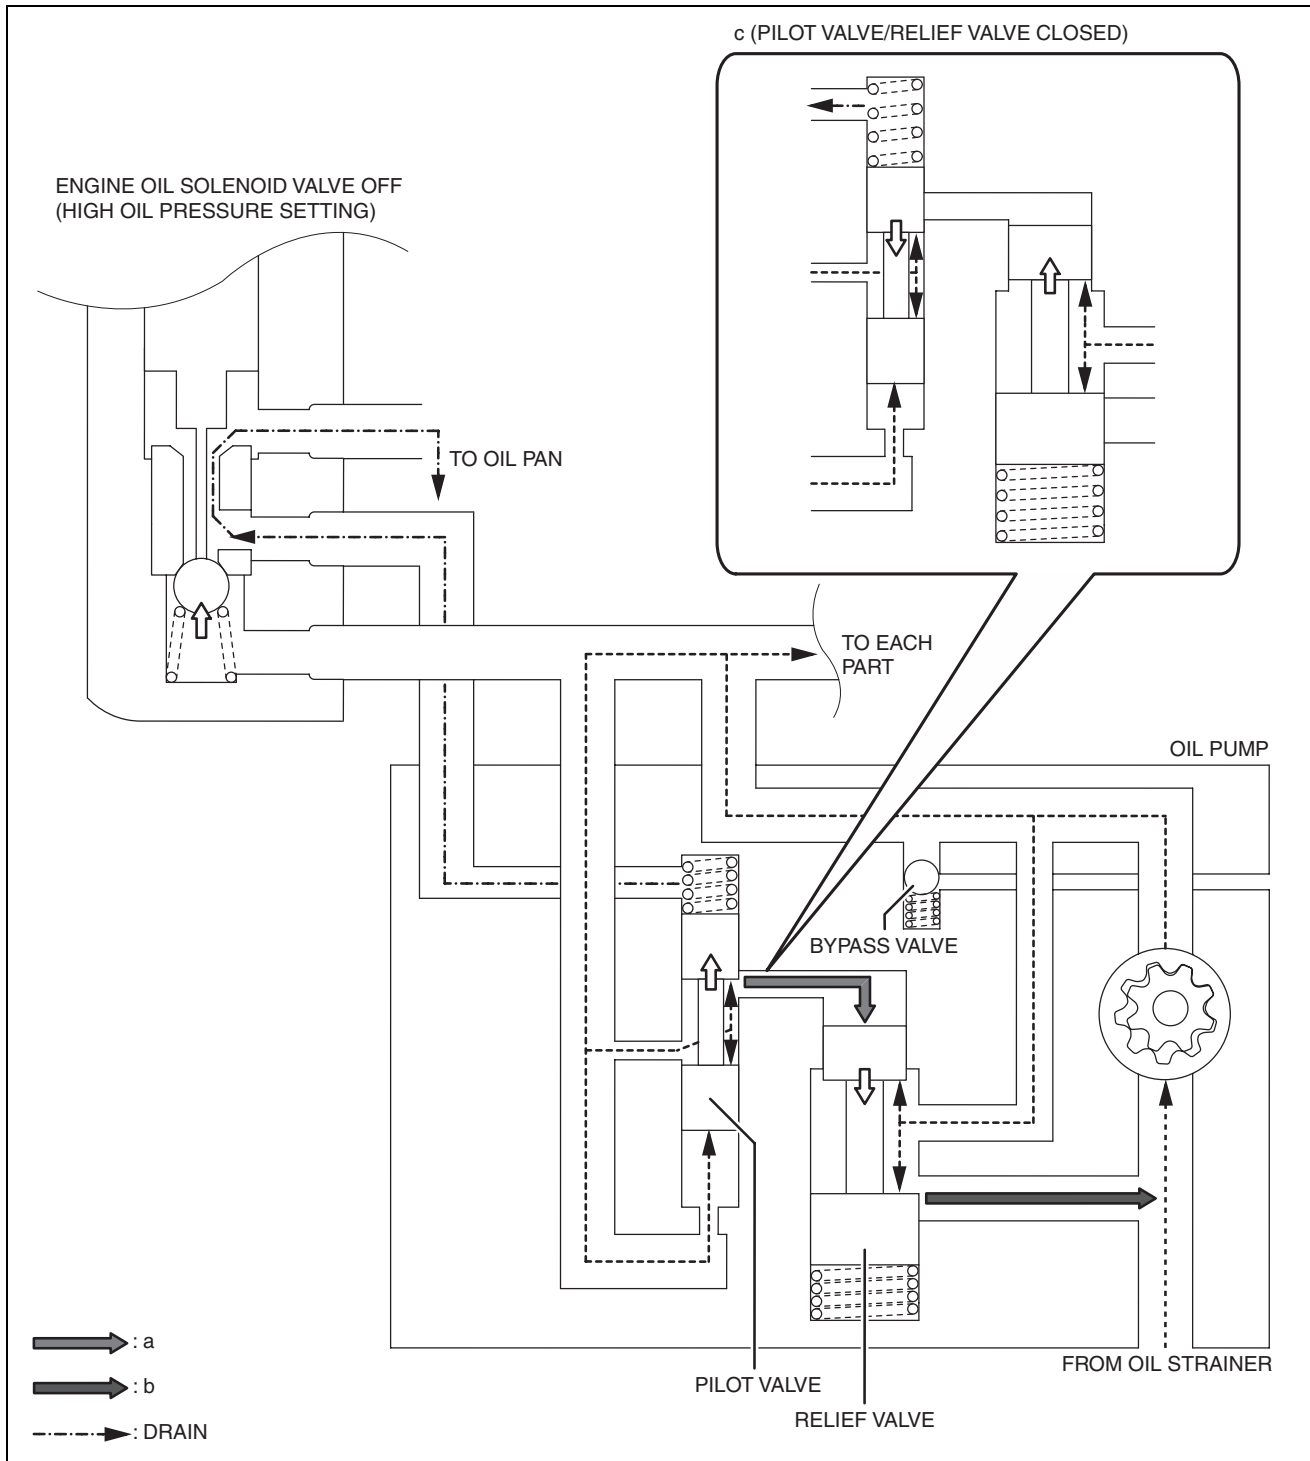 c (PILOT VALVE/RELIEF VALVE CLOSED)
ENGINE OIL SOLENOID VALVE OFF
(HIGH OIL PRESSURE SETTING)
TO OIL PAN
TO EACH
PART
OIL PUMP
BYPASS VALVE
FROM OIL STRAINER
PILOT VALVE
RELIEF VALVE
: a
: b
: DRAIN